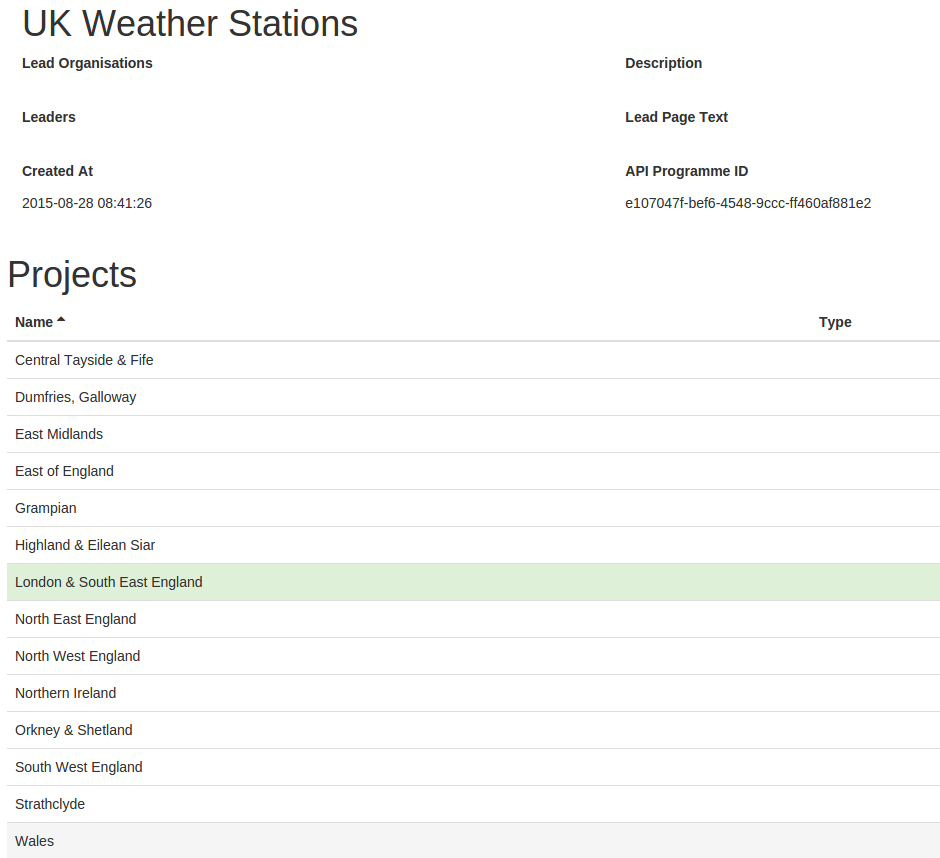 UK Weather Stations
Lead Organisations
Description
Leaders
Lead Page Text
Created At
API Programme ID
2015-08-28 08:41:26
e107047f-bef6-4548-9ccc-ff460af881e2
Projects
Name
Type
Central Tayside & Fife
Dumfries, Galloway
East Midlands
East of England
Grampian
Highland & Eilean Siar
London & South East England
North East England
North West England
Northern Ireland
Orkney & Shetland
South West England
Strathclyde
Wales